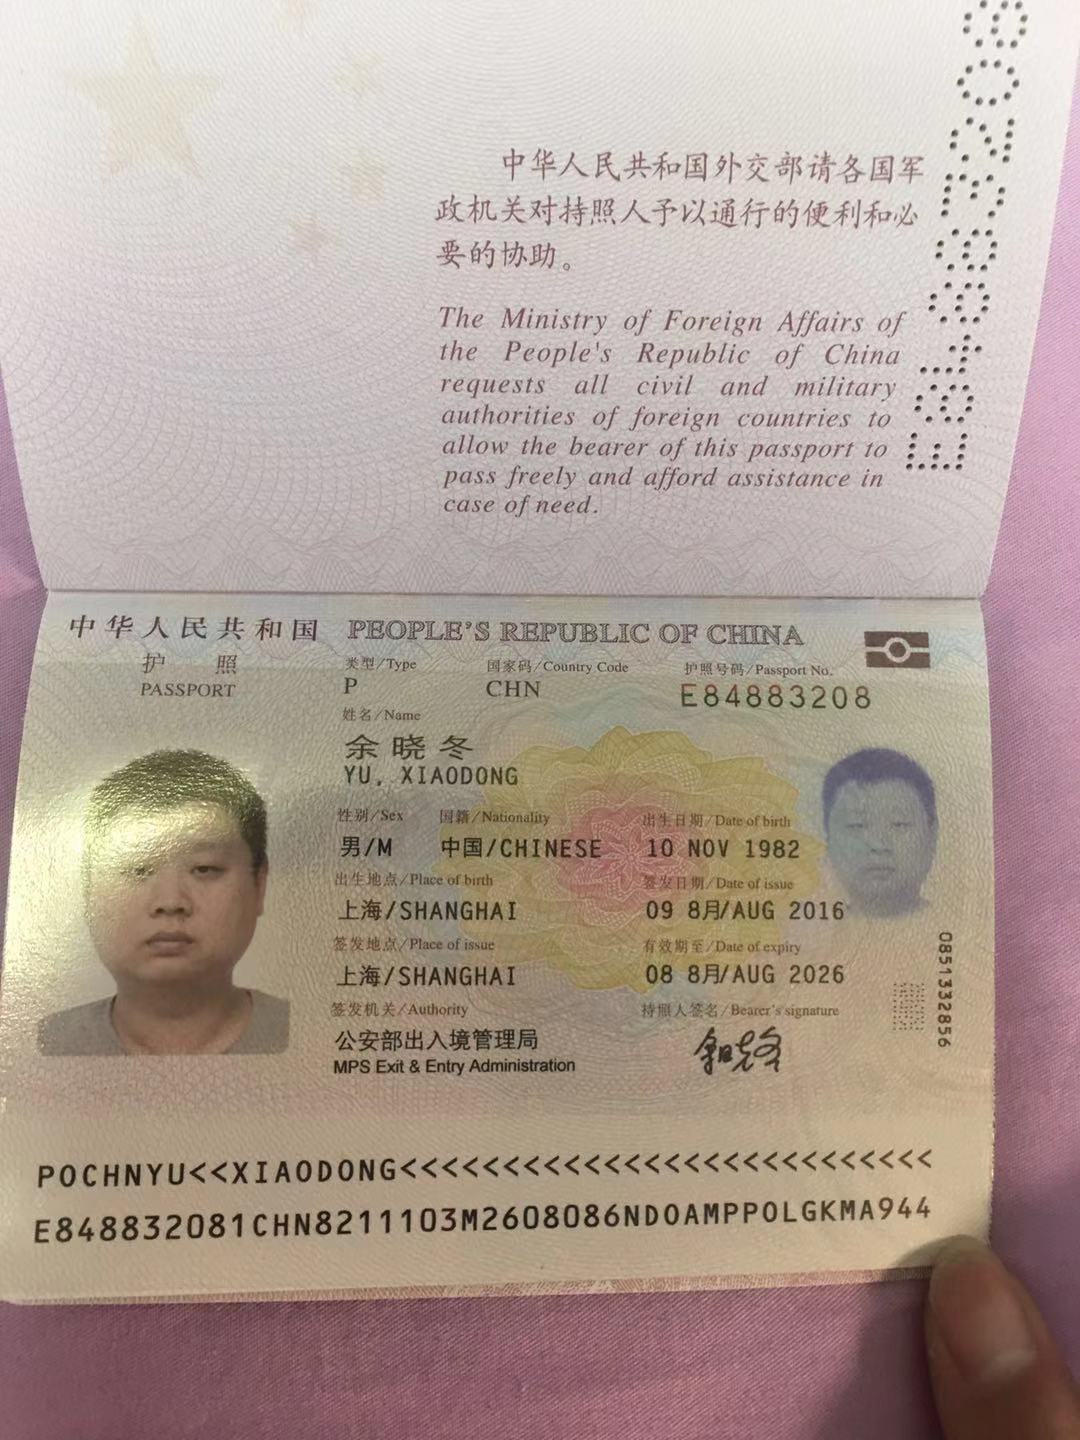 中华人民共和国外交部请各国军
政机关对持照人予以通行的便利和必
要的协助。
The Ministry of Foreign Affairs of
the People's Republic of China
requests all civil and military
authorities of foreign countries to
allow the bearer of this passport to
pass freely and afford assistance in
case of need.
E84883208
中华人民共和国 PEOPLE'S REPUBLIC OF CHINA
护 照
PASSPORT
类型/Type 国家码/Country Code 护照号码/Passport No.
P CHN E84883208
姓名/Name
余晓冬
YU, XIAODONG
性别/Sex 国籍/Nationality 出生日期/Date of birth
男/M 中国/CHINESE 10 NOV 1982
出生地点/Place of birth 签发日期/Date of issue
上海/SHANGHAI 09 8月/AUG 2016
签发地点/Place of issue 有效期至/Date of expiry
上海/SHANGHAI 08 8月/AUG 2026
签发机关/Authority 持照人签名/Bearer's signature
公安部出入境管理局 余晓冬
MPS Exit & Entry Administration
0851332856
POCHNYU<<XIAODONG<<<<<<<<<<<<<<<<<<<<<<<<<<<
E848832081CHN8211103M2608086NDOAMPPOLGKMA944